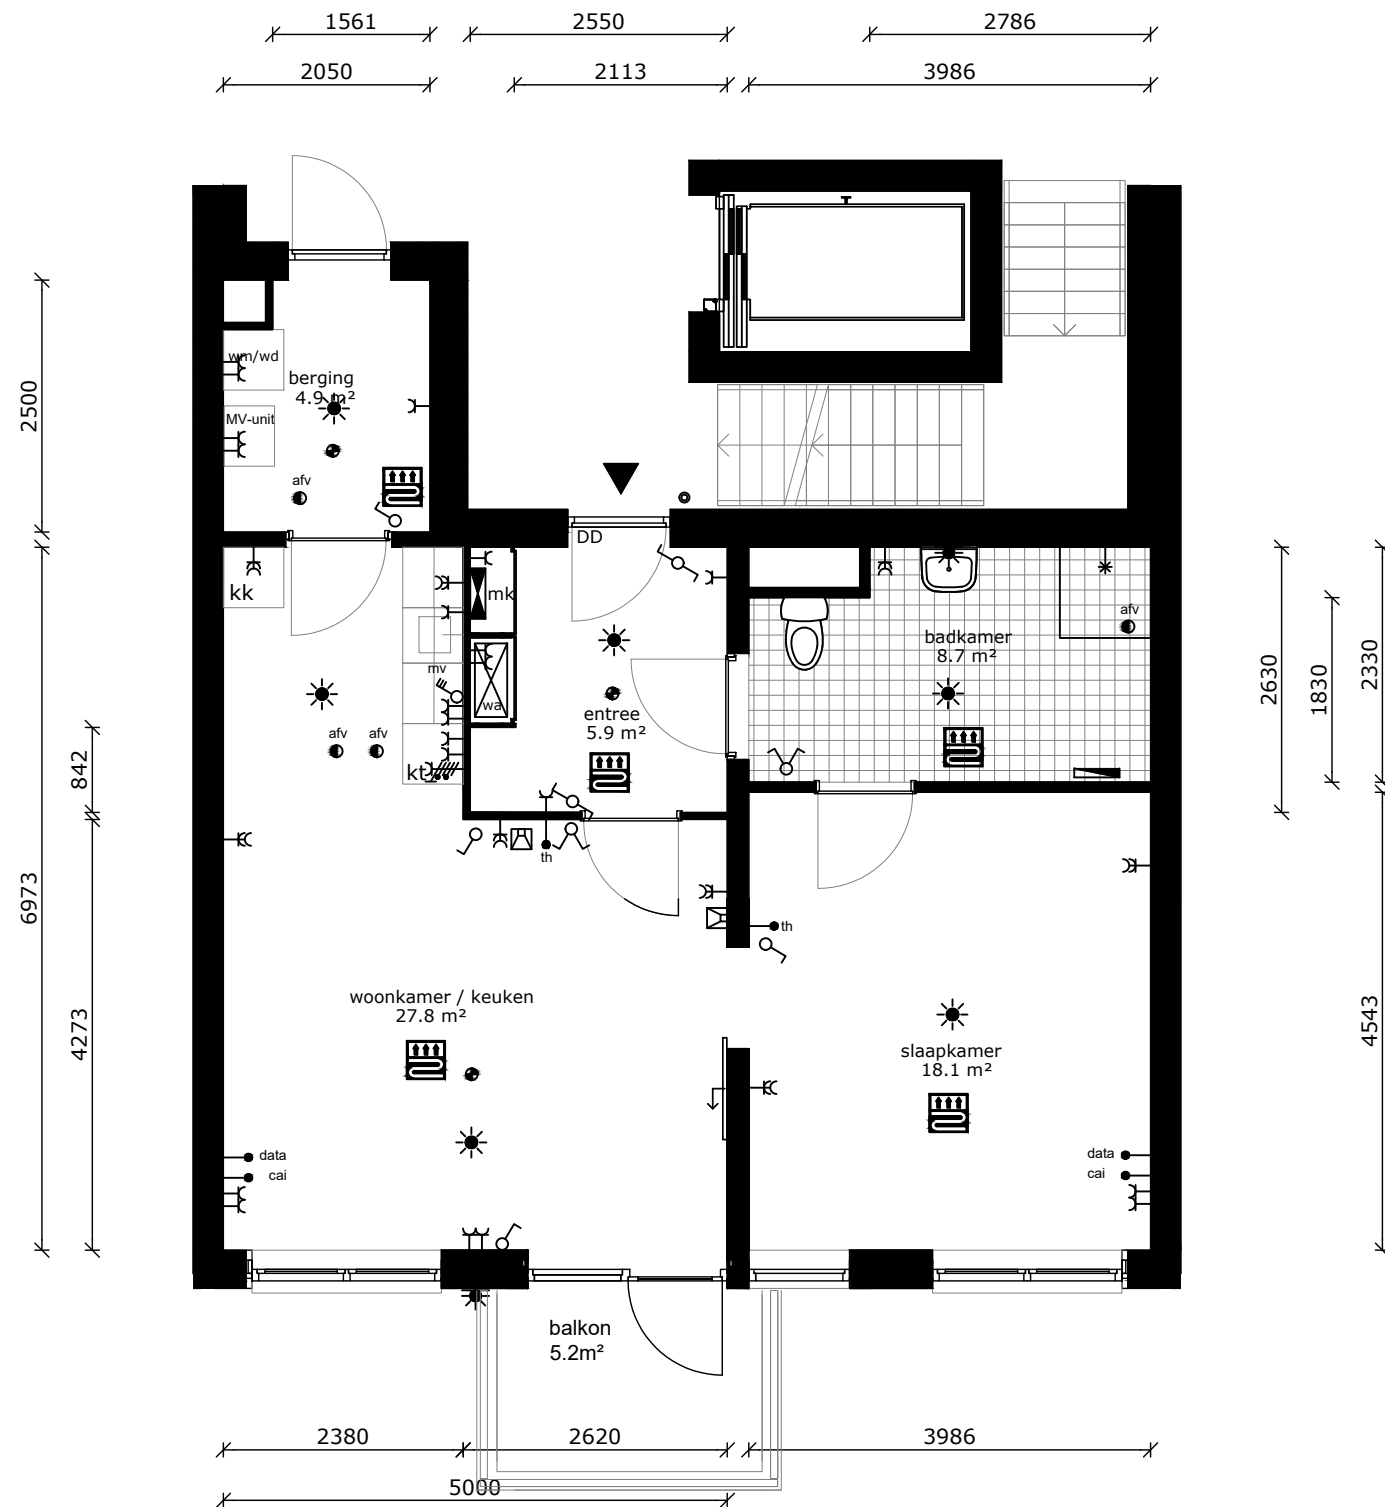 1561
2550
2786
2050
2113
3986
wm/wd
berging
4.9 m²
MV-unit
afv
2500
DD
kk
mk
mv
wa
afv
afv
kt
entree
5.9 m²
badkamer
8.7 m²
afv
2630
1830
2330
842
6973
4273
th
th
woonkamer / keuken
27.8 m²
slaapkamer
18.1 m²
4543
data
cai
data
cai
balkon
5.2m²
2380
2620
3986
5000